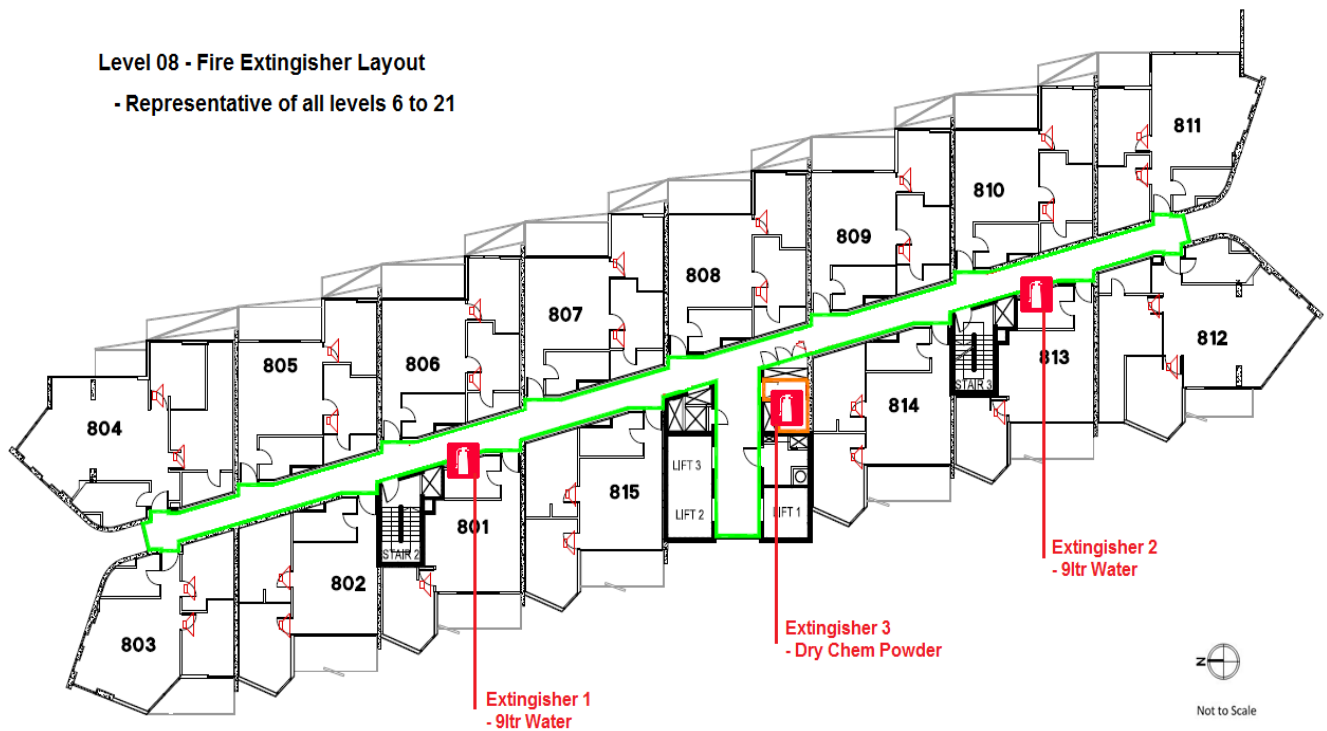 Level 08 - Fire Extingisher Layout
- Representative of all levels 6 to 21
811
810
809
808
807
806
805
804
812
813
814
STAIR 3
815
LIFT 3
LIFT 2
LIFT 1
801
STAIR 2
802
803
Extingisher 2
- 9ltr Water
Extingisher 3
- Dry Chem Powder
Extingisher 1
- 9ltr Water
N
Not to Scale